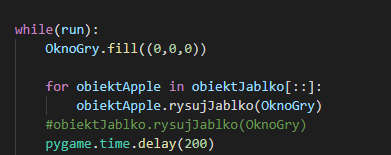 while(run):
    OknoGry.fill((0,0,0))

    for obiektApple in obiektJablko[::]:
        obiektApple.rysujJablko(OknoGry)
    #obiektJablko.rysujJablko(OknoGry)
    pygame.time.delay(200)